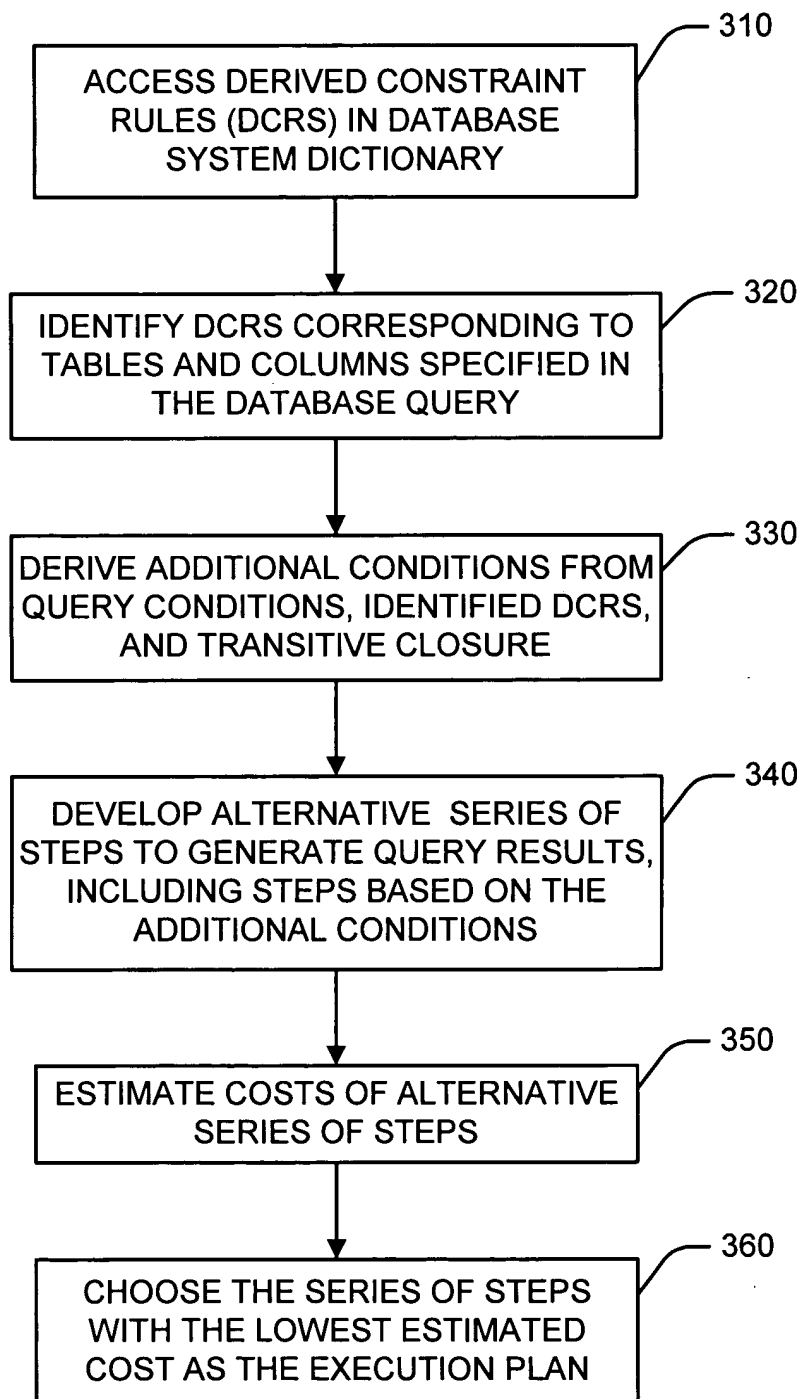 310
ACCESS DERIVED CONSTRAINT
RULES (DCRS) IN DATABASE
SYSTEM DICTIONARY
320
IDENTIFY DCRS CORRESPONDING TO
TABLES AND COLUMNS SPECIFIED IN
THE DATABASE QUERY
330
DERIVE ADDITIONAL CONDITIONS FROM
QUERY CONDITIONS, IDENTIFIED DCRS,
AND TRANSITIVE CLOSURE
340
DEVELOP ALTERNATIVE SERIES OF
STEPS TO GENERATE QUERY RESULTS,
INCLUDING STEPS BASED ON THE
ADDITIONAL CONDITIONS
350
ESTIMATE COSTS OF ALTERNATIVE
SERIES OF STEPS
360
CHOOSE THE SERIES OF STEPS
WITH THE LOWEST ESTIMATED
COST AS THE EXECUTION PLAN